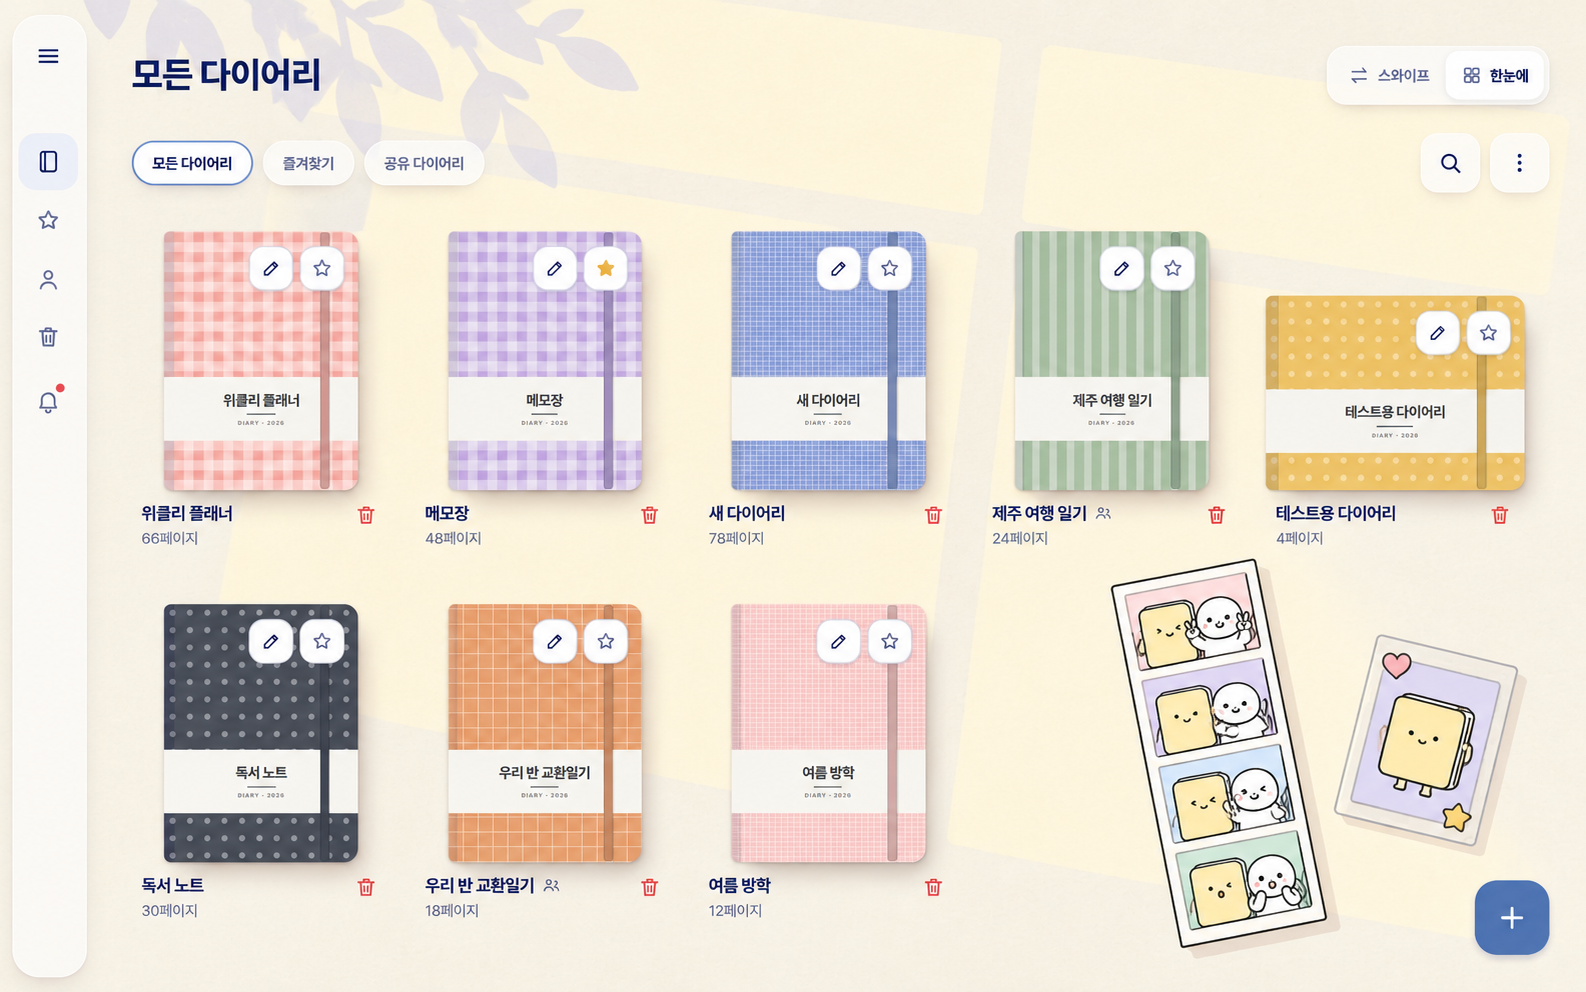 모든 다이어리
스와이프
한눈에
모든 다이어리
즐겨찾기
공유 다이어리
위클리 플래너
DIARY · 2026
메모장
DIARY · 2026
새 다이어리
DIARY · 2026
제주 여행 일기
DIARY · 2026
테스트용 다이어리
DIARY · 2026
위클리 플래너
66페이지
메모장
48페이지
새 다이어리
78페이지
제주 여행 일기
24페이지
테스트용 다이어리
4페이지
독서 노트
DIARY · 2026
우리 반 교환일기
DIARY · 2026
여름 방학
DIARY · 2026
독서 노트
30페이지
우리 반 교환일기
18페이지
여름 방학
12페이지